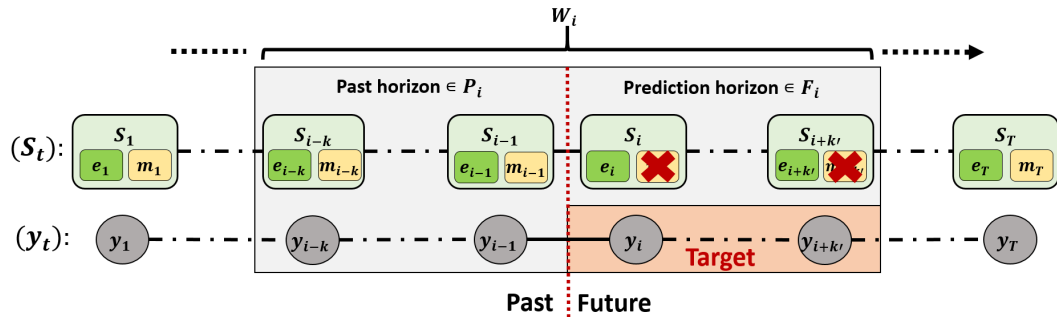 W_i
Past horizon ∈ P_i Prediction horizon ∈ F_i
S_1 S_{i-k} S_{i-1} S_i S_{i+k'} S_T
(S_t): e_1 m_1 e_{i-k} m_{i-k} e_{i-1} m_{i-1} e_i e_{i+k'} e_T m_T
(y_t): y_1 y_{i-k} y_{i-1} y_i y_{i+k'} y_T
Target
Past Future